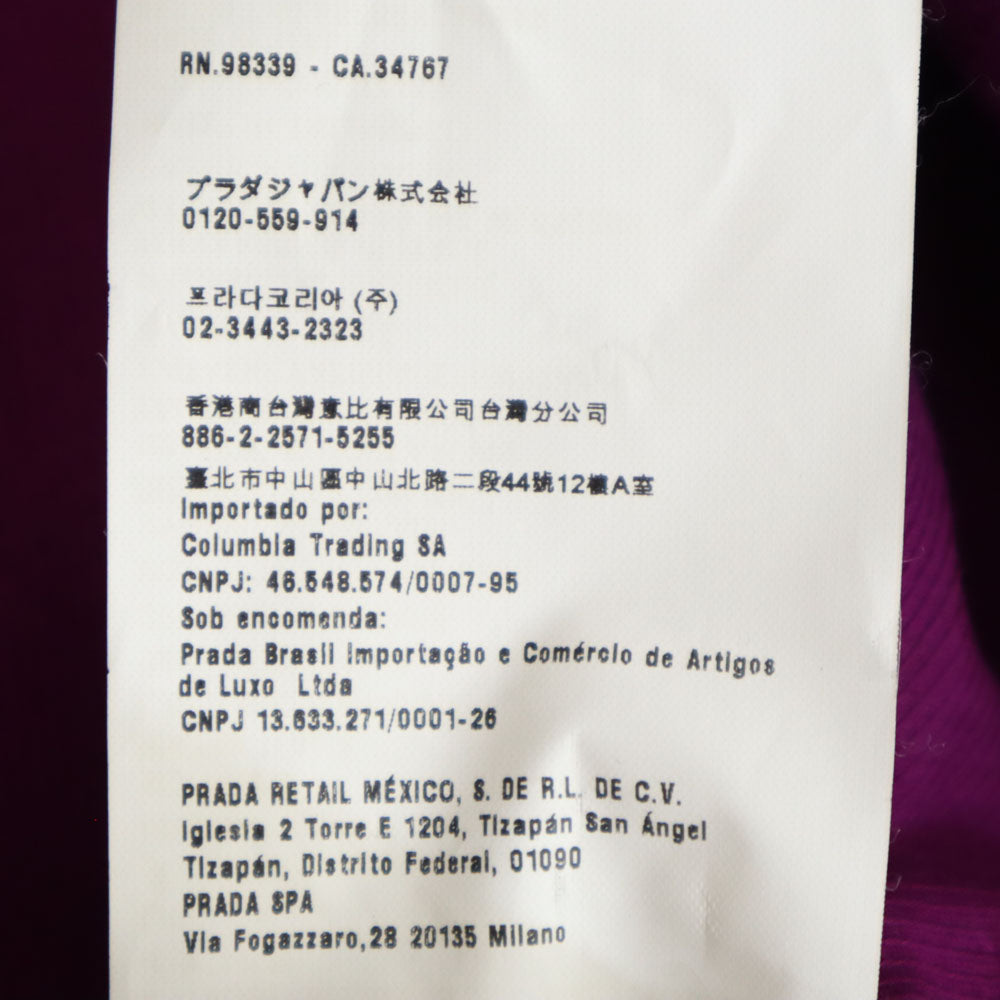 RN.98339 - CA.34767
プラダジャパン株式会社
0120-559-914
프라다코리아 (주)
02-3443-2323
香港商台灣意比有限公司台灣分公司
886-2-2571-5255
臺北市中山區中山北路二段44號12樓A室
Importado por:
Columbia Trading SA
CNPJ: 46.548.574/0007-95
Sob encomenda:
Prada Brasil Importação e Comércio de Artigos
de Luxo Ltda
CNPJ 13.633.271/0001-26
PRADA RETAIL MÉXICO, S. DE R.L. DE C.V.
Iglesia 2 Torre E 1204, Tizapán San Ángel
Tizapán, Distrito Federal, 01090
PRADA SPA
Via Fogazzaro,28 20135 Milano